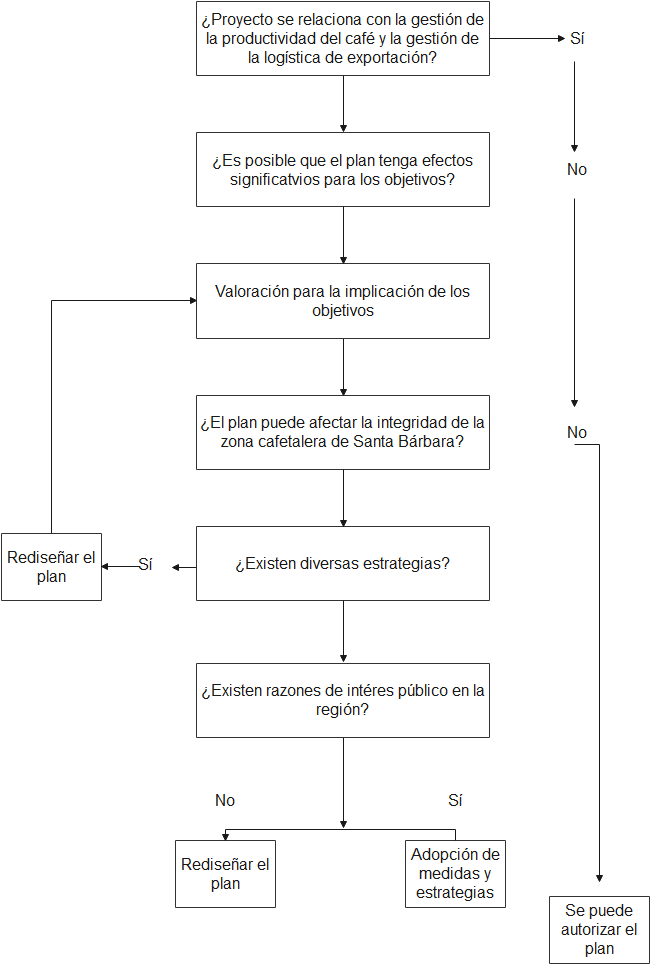 ¿Proyecto se relaciona con la gestión de
la productividad del café y la gestión de
la logística de exportación?
Sí
¿Es posible que el plan tenga efectos
significatvios para los objetivos?
No
Valoración para la implicación de los
objetivos
¿El plan puede afectar la integridad de la
zona cafetalera de Santa Bárbara?
No
¿Existen diversas estrategias?
Sí
Rediseñar el
plan
¿Existen razones de intéres público en la
región?
No
Sí
Rediseñar el
plan
Adopción de
medidas y
estrategias
Se puede
autorizar el
plan